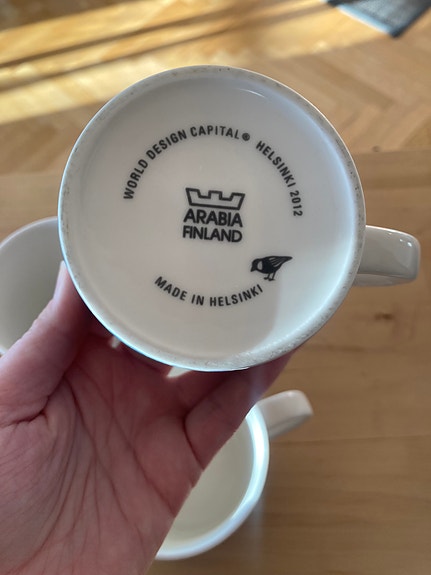 WORLD DESIGN CAPITAL® HELSINKI 2012
ARABIA
FINLAND
MADE IN HELSINKI